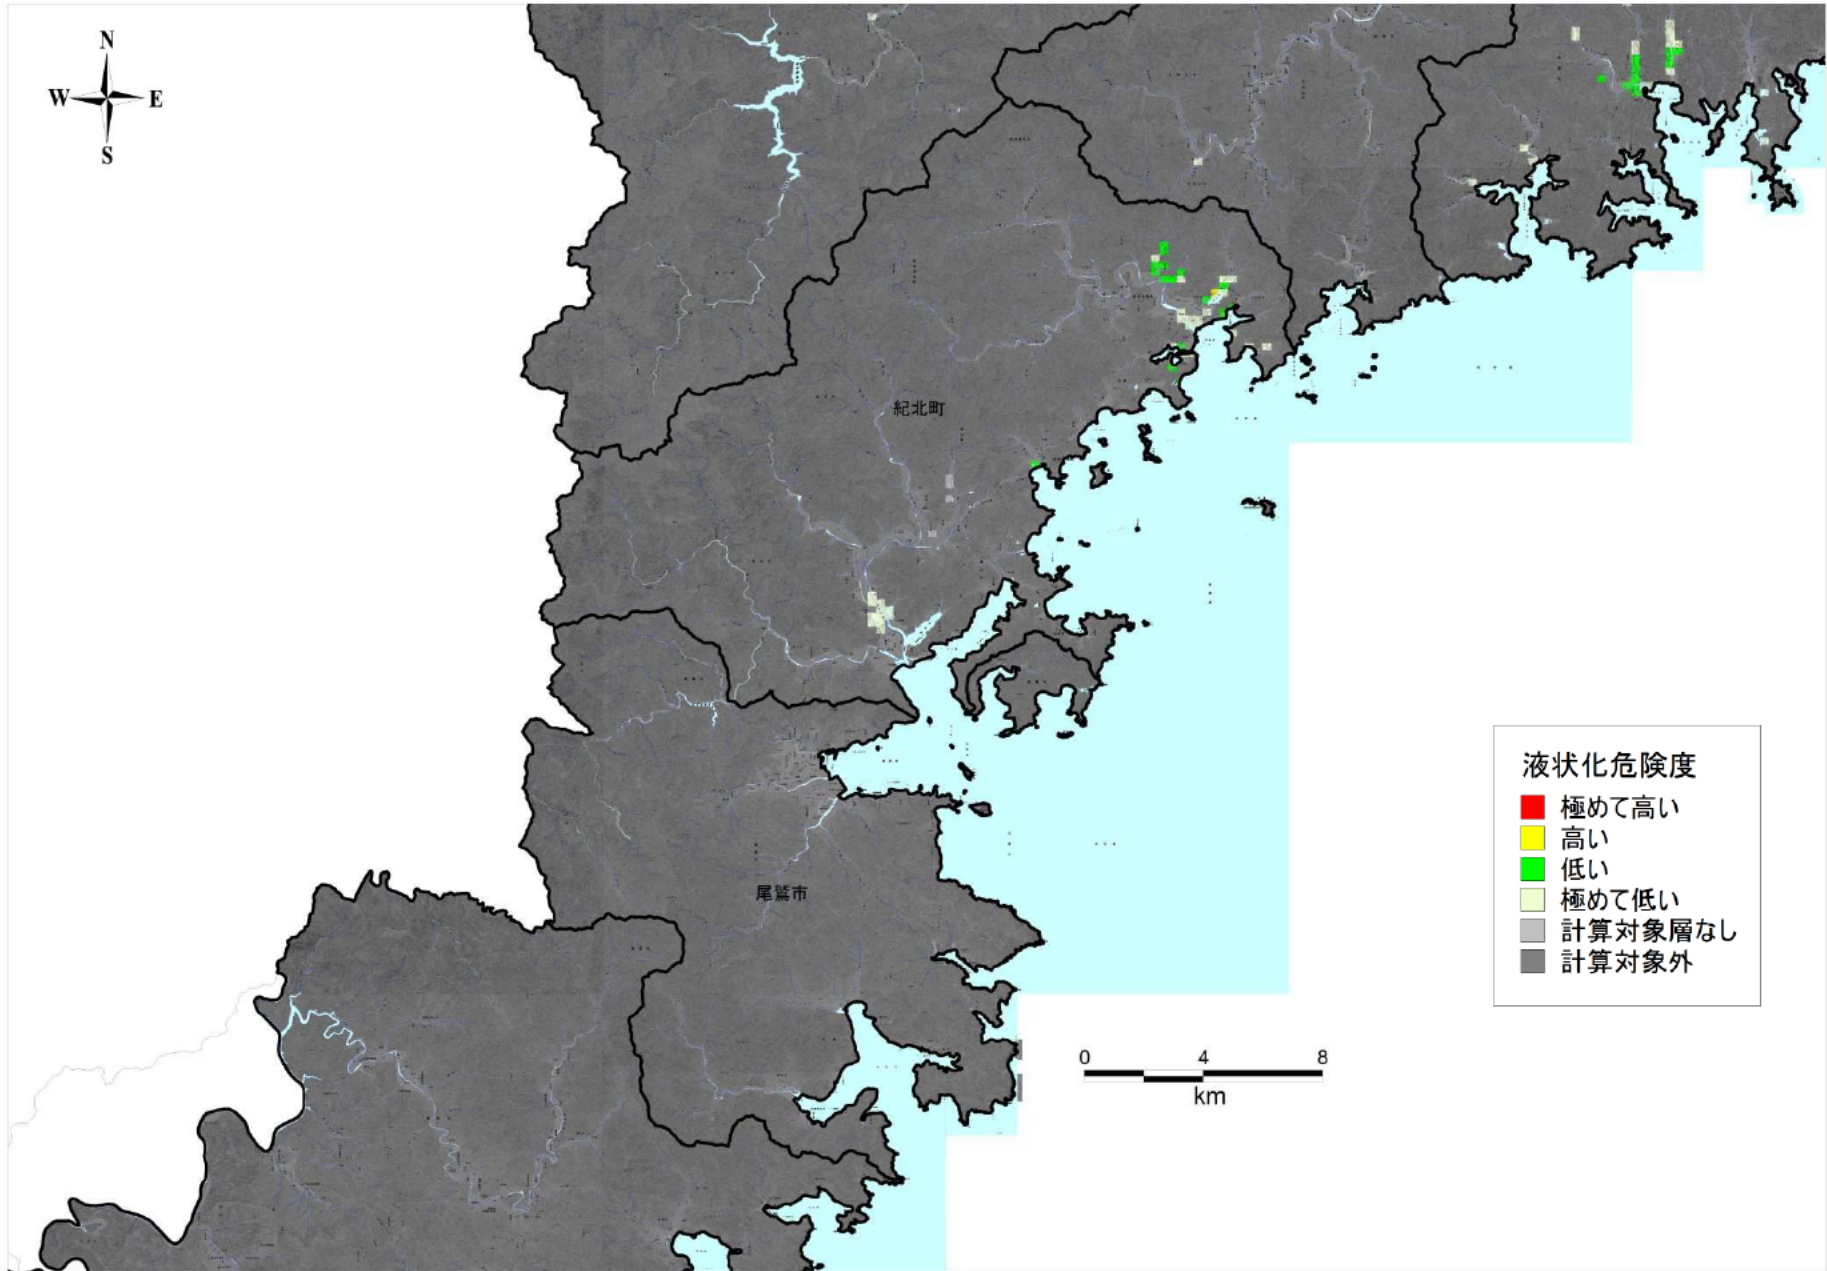 N
W E
S
紀北町
尾鷲市
液状化危険度
極めて高い
高い
低い
極めて低い
計算対象層なし
計算対象外
0 4 8
km